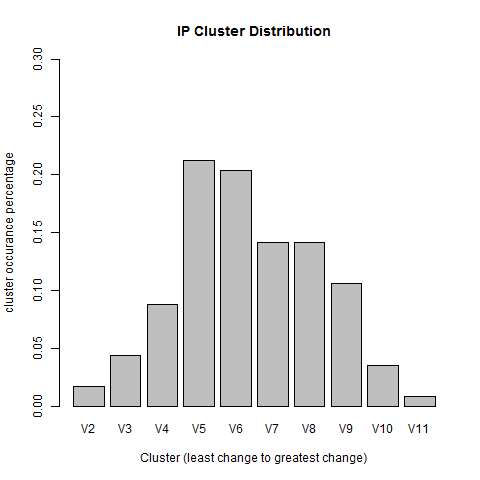 IP Cluster Distribution
cluster occurance percentage
0.30
0.25
0.20
0.15
0.10
0.05
0.00
V2 V3 V4 V5 V6 V7 V8 V9 V10 V11
Cluster (least change to greatest change)